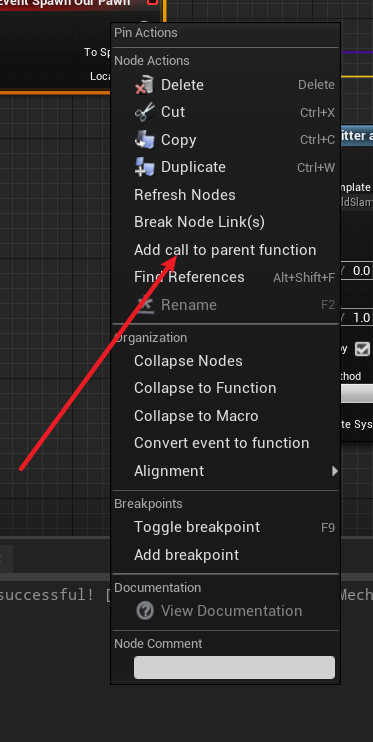 Event Spawn Our Pawn
Pin Actions
To Sp
Node Actions
Loca
Delete Delete
Cut Ctrl+X
Copy Ctrl+C
itter a
Duplicate Ctrl+W
mplate
Refresh Nodes
ldSlam
Break Node Link(s)
Add call to parent function
Y 0.0
Find References Alt+Shift+F
Rename F2
Y 1.0
Organization
by
Collapse Nodes
ethod
Collapse to Function
Collapse to Macro
te Sys
Convert event to function
Alignment
Breakpoints
Toggle breakpoint F9
Add breakpoint
Documentation
successful! [
Mech
View Documentation
Node Comment